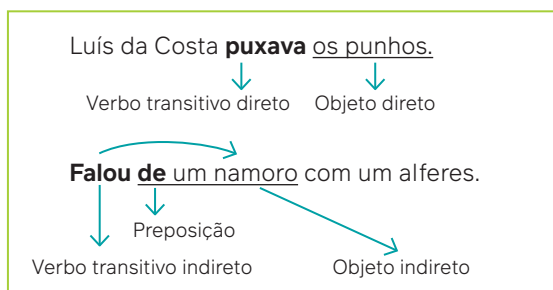 Luís da Costa puxava os punhos.
Verbo transitivo direto Objeto direto
Falou de um namoro com um alferes.
Preposição
Verbo transitivo indireto Objeto indireto